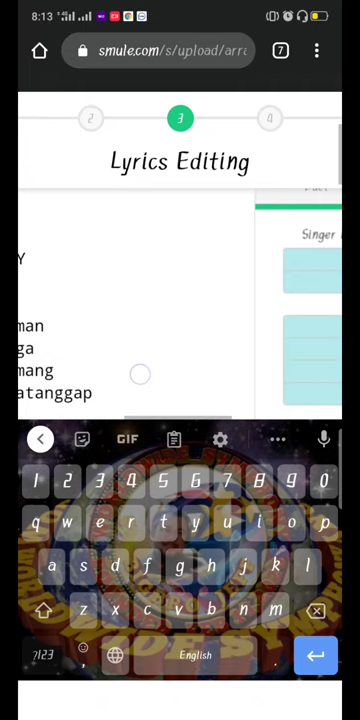 8:13
smule.com/s/upload/arra
7
2
3
4
Lyrics Editing
Singer
Y
man
ga
mang
atanggap
GIF
1 2 3 4 5 6 7 8 9 0
q w e r t y u i o p
a s d f g h j k l
z x c v b n m
?123 , English .